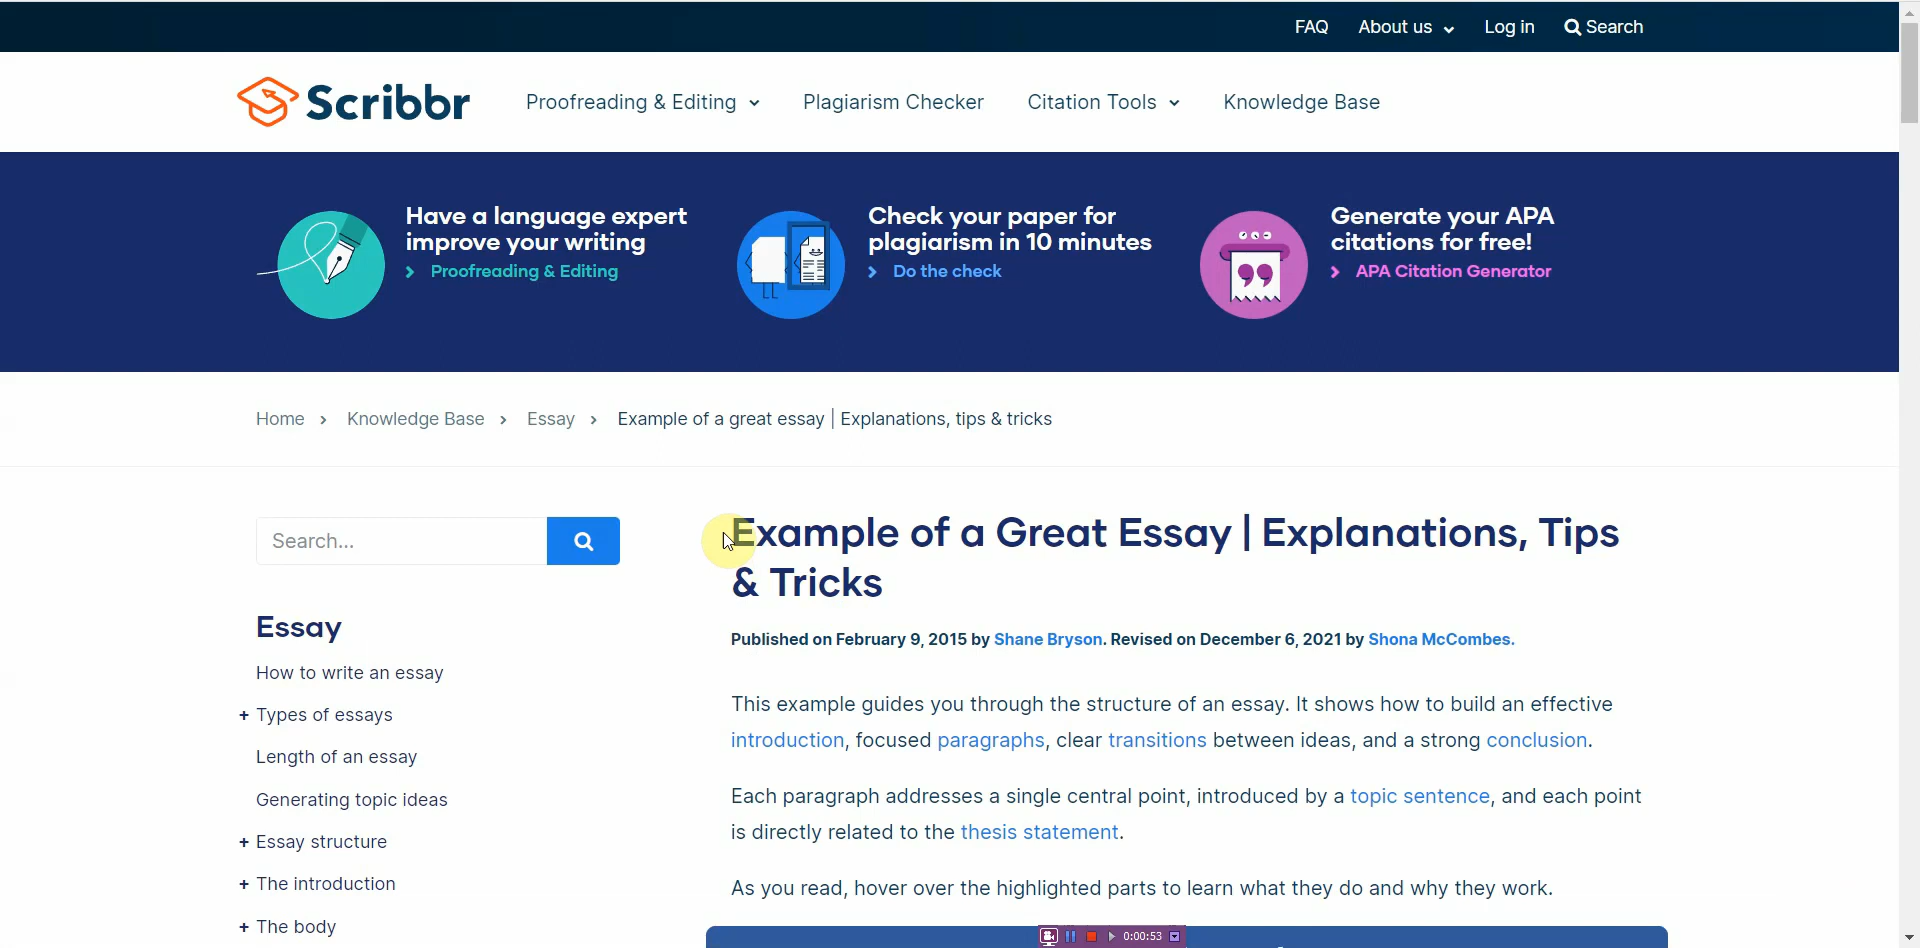 FAQ About us Log in Search
Scribbr Proofreading & Editing Plagiarism Checker Citation Tools Knowledge Base
Have a language expert
improve your writing
Proofreading & Editing
Check your paper for
plagiarism in 10 minutes
Do the check
Generate your APA
citations for free!
APA Citation Generator
Home > Knowledge Base > Essay > Example of a great essay | Explanations, tips & tricks
Search...
Essay
How to write an essay
+ Types of essays
Length of an essay
Generating topic ideas
+ Essay structure
+ The introduction
+ The body
Example of a Great Essay | Explanations, Tips
& Tricks
Published on February 9, 2015 by Shane Bryson. Revised on December 6, 2021 by Shona McCombes.
This example guides you through the structure of an essay. It shows how to build an effective
introduction, focused paragraphs, clear transitions between ideas, and a strong conclusion.
Each paragraph addresses a single central point, introduced by a topic sentence, and each point
is directly related to the thesis statement.
As you read, hover over the highlighted parts to learn what they do and why they work.
0:00:53